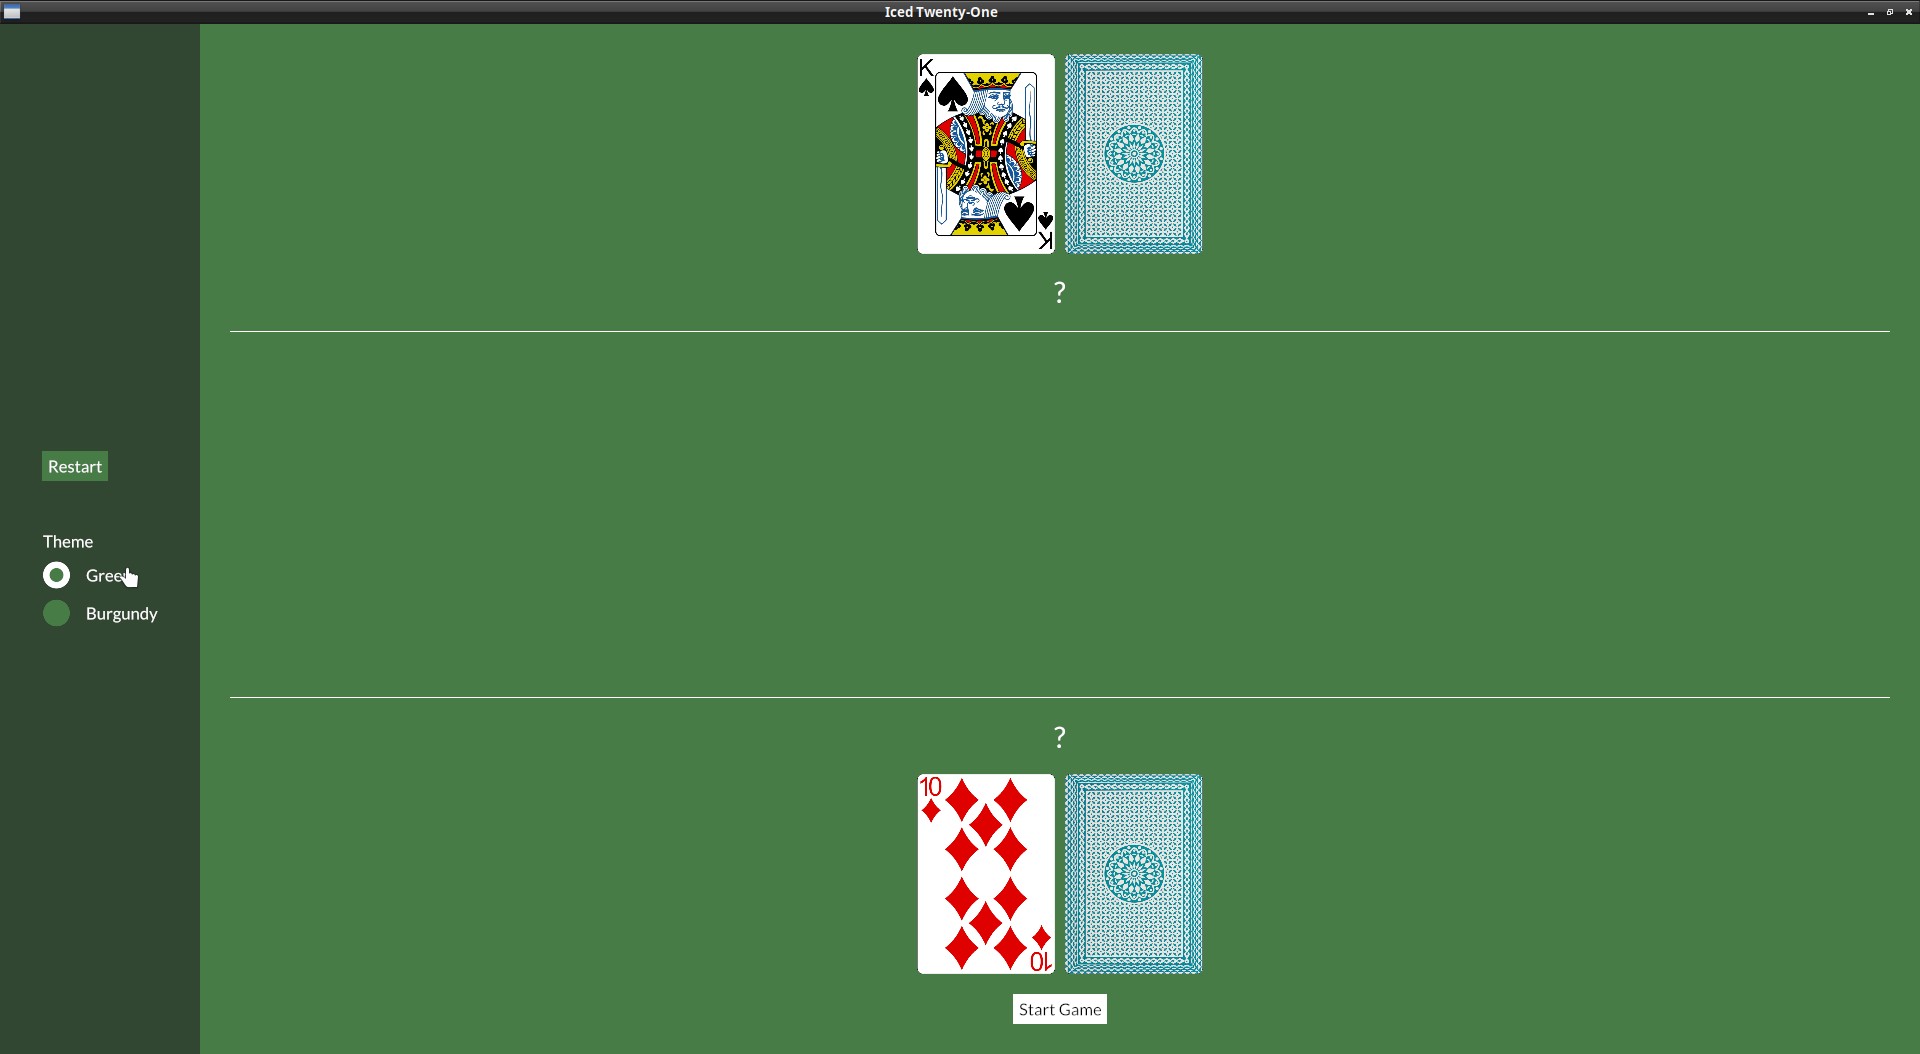 Iced Twenty-One
K
K
?
Restart
Theme
Green
Burgundy
?
10
10
Start Game